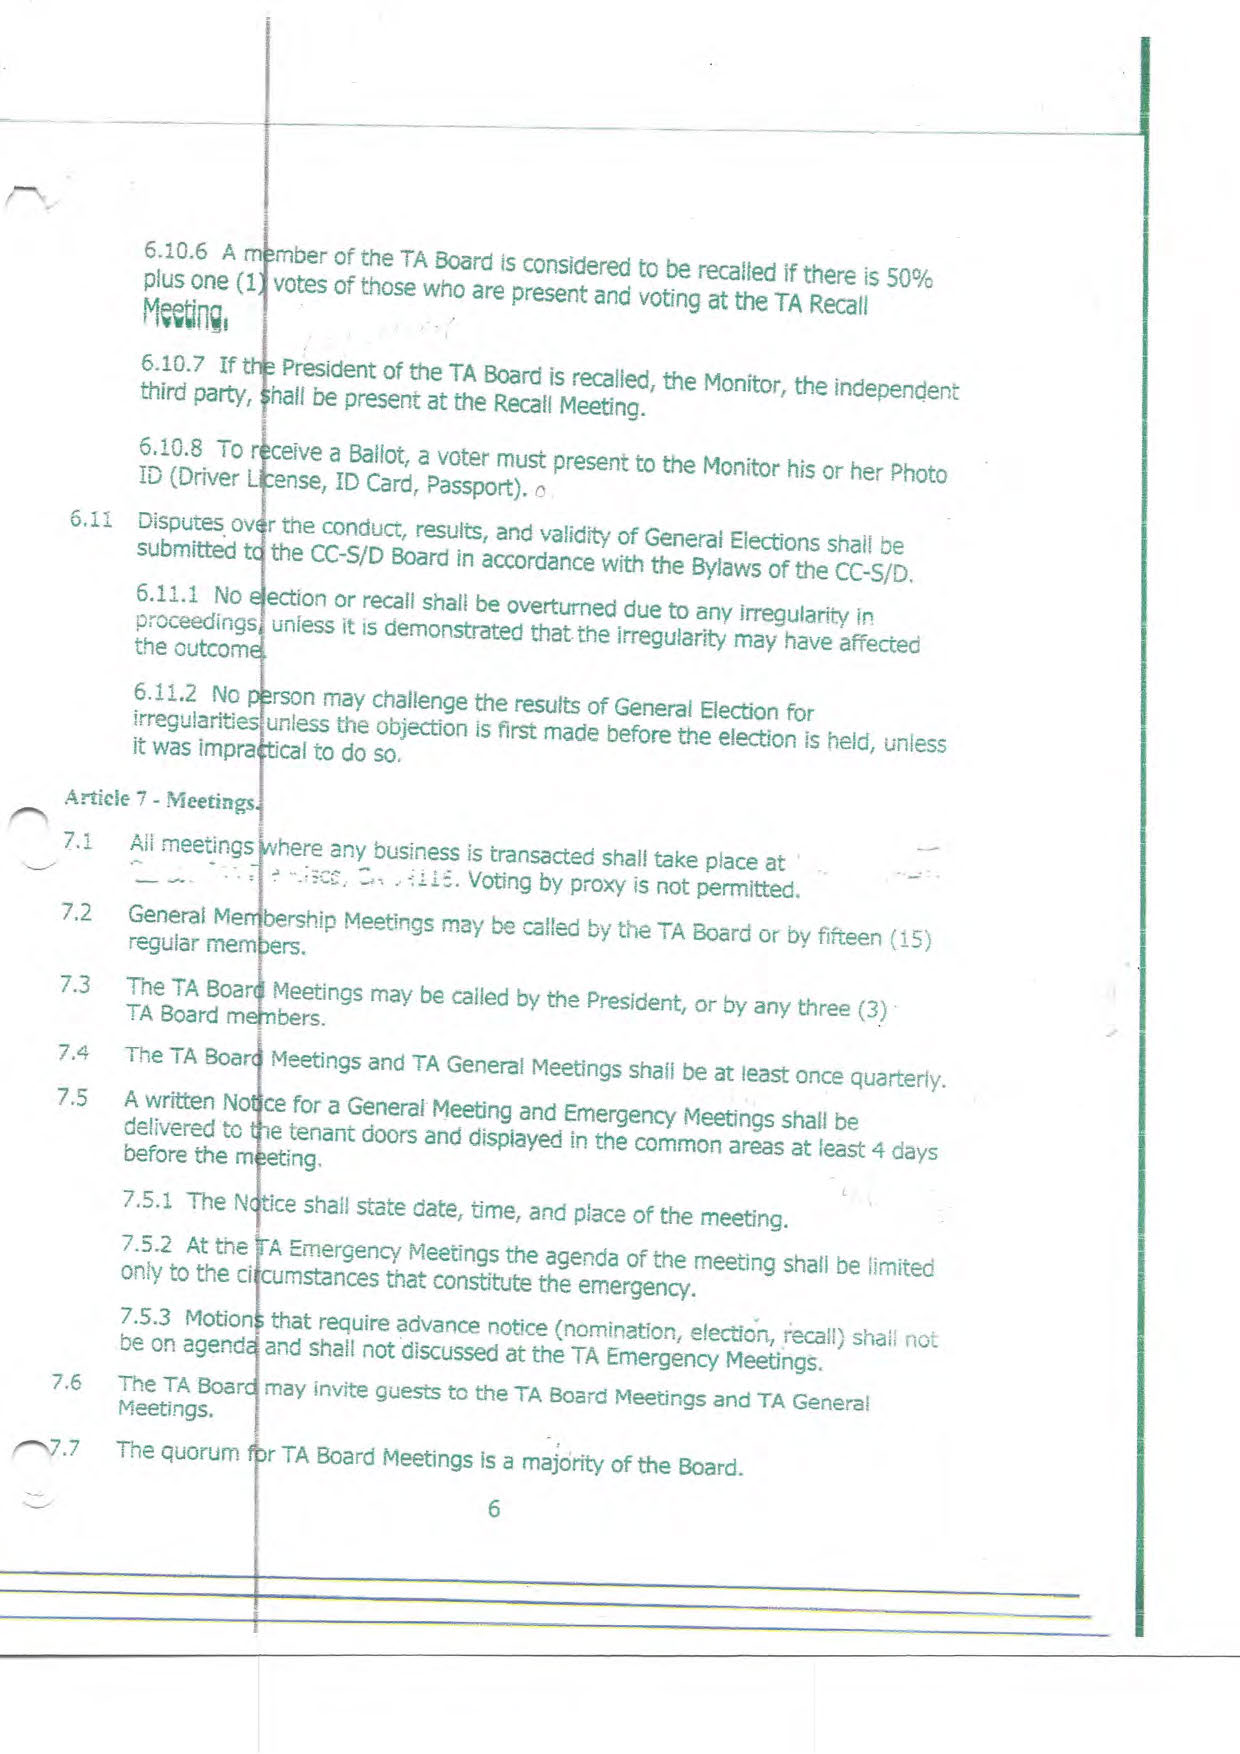 6.10.6 A member of the TA Board is considered to be recalled if there is 50%
plus one (1) votes of those who are present and voting at the TA Recall
Meeting.
6.10.7 If the President of the TA Board is recalled, the Monitor, the independent
third party, shall be present at the Recall Meeting.
6.10.8 To receive a Ballot, a voter must present to the Monitor his or her Photo
ID (Driver License, ID Card, Passport).
6.11 Disputes over the conduct, results, and validity of General Elections shall be
submitted to the CC-S/D Board in accordance with the Bylaws of the CC-S/D.
6.11.1 No election or recall shall be overturned due to any irregularity in
proceedings, unless it is demonstrated that the irregularity may have affected
the outcome.
6.11.2 No person may challenge the results of General Election for
irregularities unless the objection is first made before the election is held, unless
it was impractical to do so.
Article 7 - Meetings.
7.1 All meetings where any business is transacted shall take place at
Voting by proxy is not permitted.
7.2 General Membership Meetings may be called by the TA Board or by fifteen (15)
regular members.
7.3 The TA Board Meetings may be called by the President, or by any three (3)
TA Board members.
7.4 The TA Board Meetings and TA General Meetings shall be at least once quarterly.
7.5 A written Notice for a General Meeting and Emergency Meetings shall be
delivered to the tenant doors and displayed in the common areas at least 4 days
before the meeting.
7.5.1 The Notice shall state date, time, and place of the meeting.
7.5.2 At the TA Emergency Meetings the agenda of the meeting shall be limited
only to the circumstances that constitute the emergency.
7.5.3 Motions that require advance notice (nomination, election, recall) shall not
be on agenda and shall not discussed at the TA Emergency Meetings.
7.6 The TA Board may invite guests to the TA Board Meetings and TA General
Meetings.
7.7 The quorum for TA Board Meetings is a majority of the Board.
6